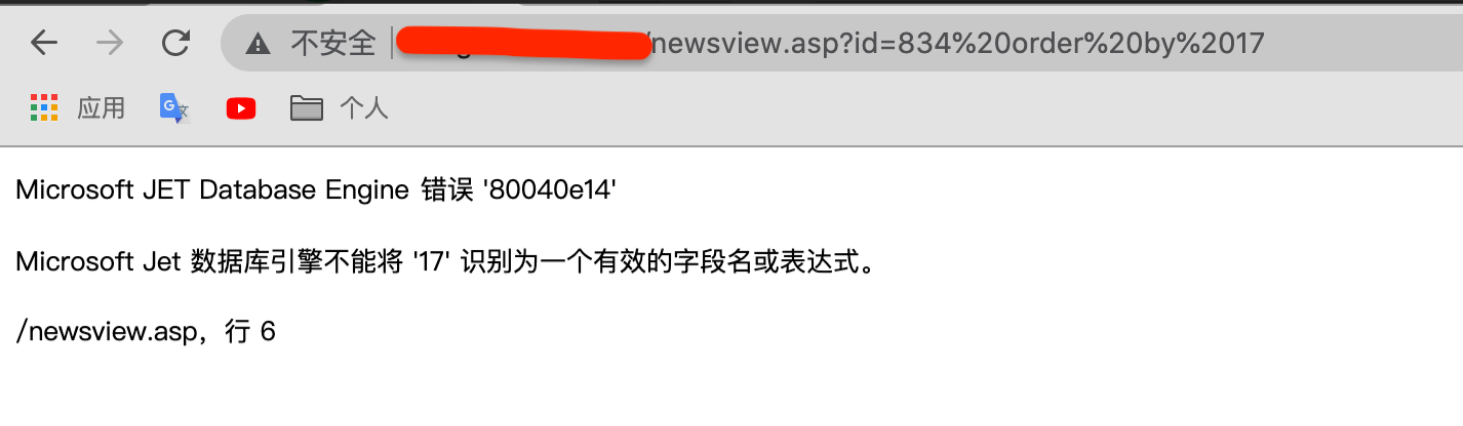 不安全 /newsview.asp?id=834%20order%20by%2017
应用 个人
Microsoft JET Database Engine 错误 '80040e14'
Microsoft Jet 数据库引擎不能将 '17' 识别为一个有效的字段名或表达式。
/newsview.asp，行 6